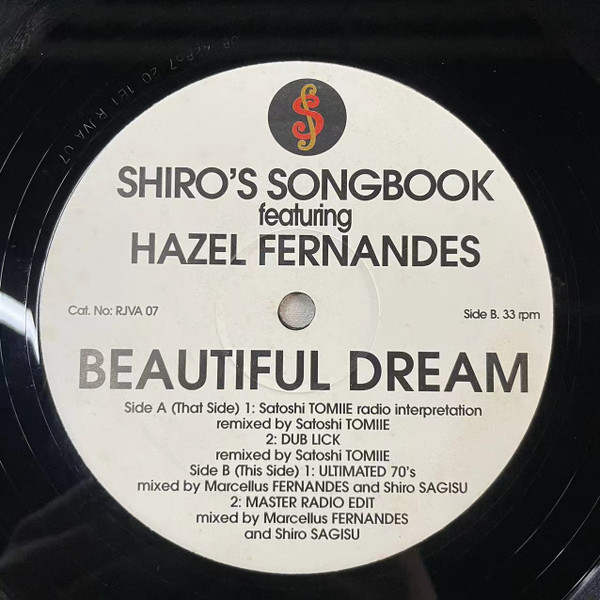 SHIRO'S SONGBOOK
featuring
HAZEL FERNANDES
Cat. No: RJVA 07
Side B. 33 rpm
BEAUTIFUL DREAM
Side A (That Side) 1: Satoshi TOMIIE radio interpretation
remixed by Satoshi TOMIIE
2: DUB LICK
remixed by Satoshi TOMIIE
Side B (This Side) 1: ULTIMATED 70's
mixed by Marcellus FERNANDES and Shiro SAGISU
2: MASTER RADIO EDIT
mixed by Marcellus FERNANDES
and Shiro SAGISU
RJVA 07